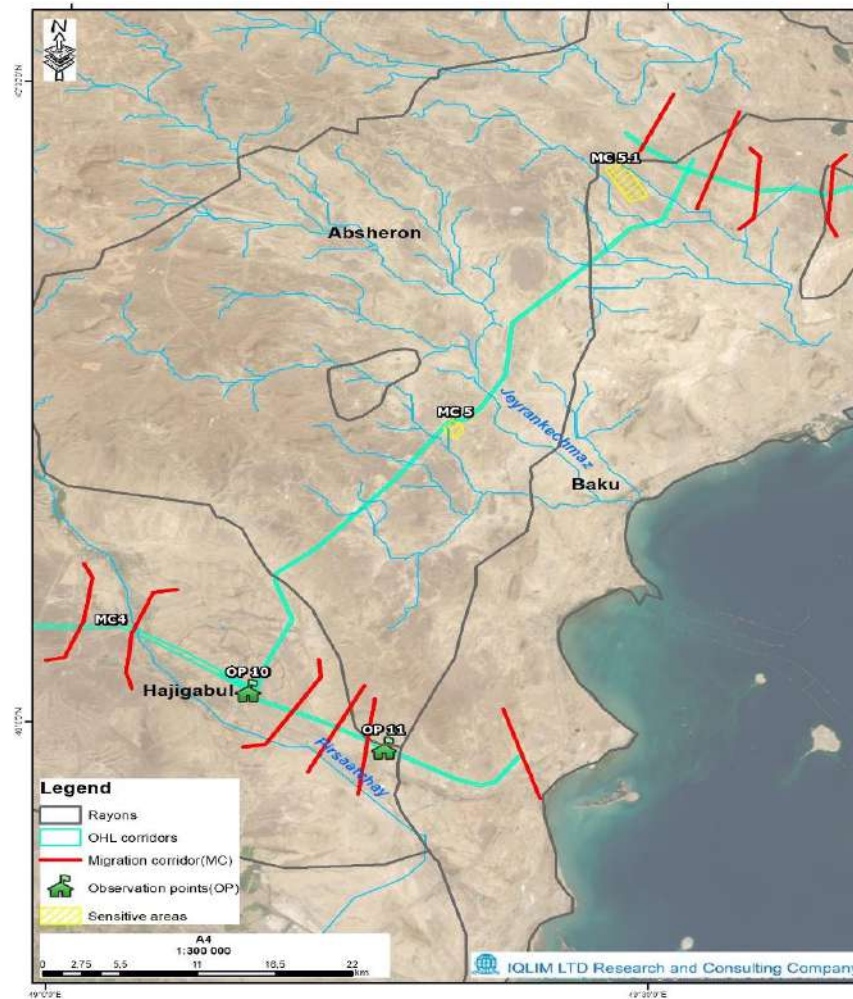 N
MC 5.1
Absheron
MC 5
Jeyrankechmaz
Baku
MC4
OP 10
Hajigabul
OP 11
Pirsaatchay
Legend
Rayons
OHL corridors
Migration corridor(MC)
Observation points(OP)
Sensitive areas
A4
1:300 000
0 2,75 5,5 11 16,5 22
km
IQLIM LTD Research and Consulting Company